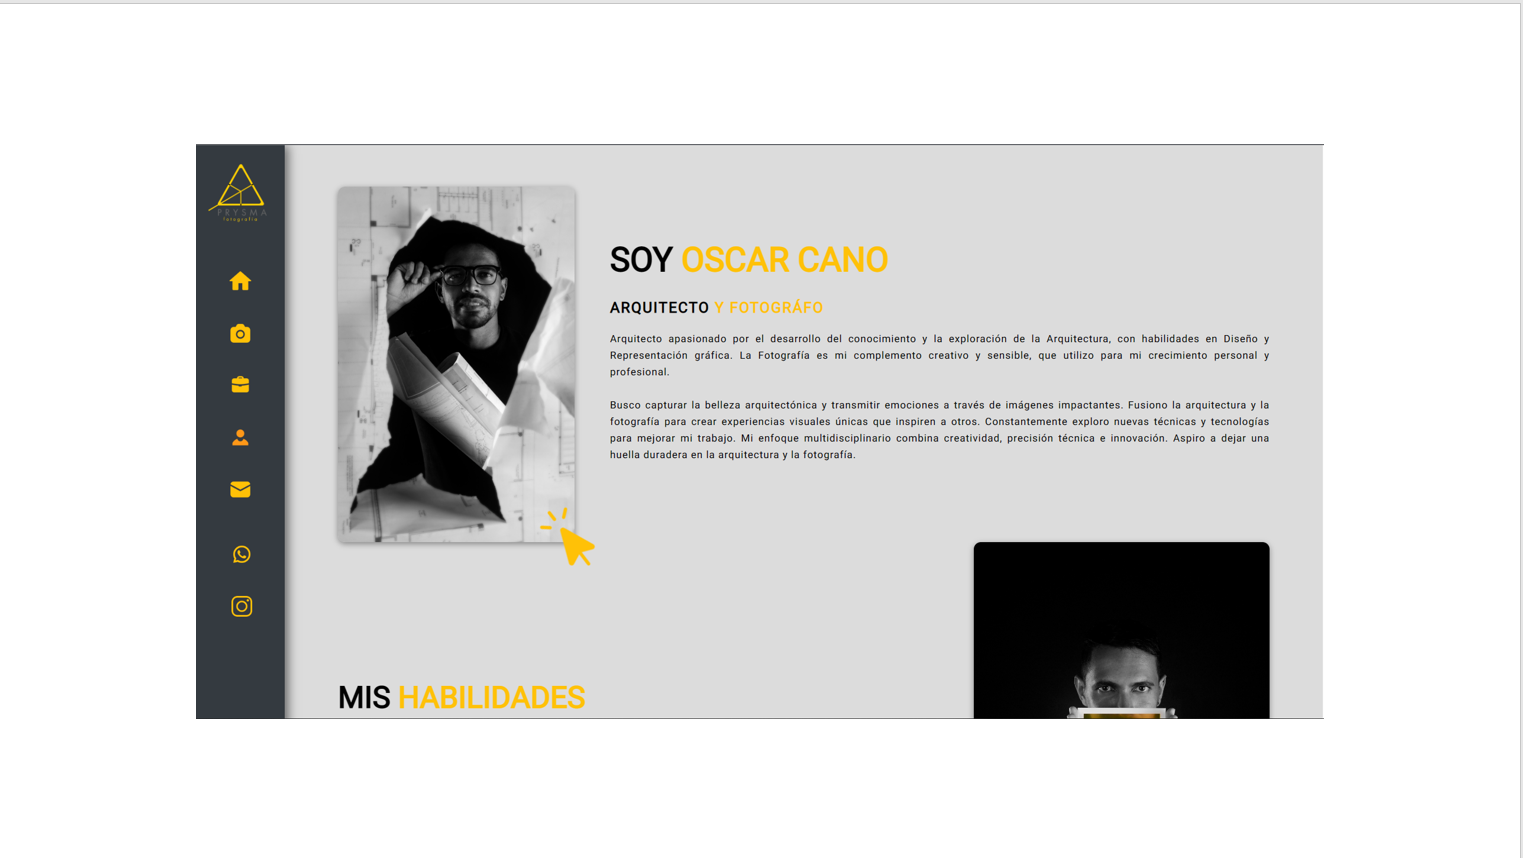 PRYSMA
fotografía
SOY OSCAR CANO
ARQUITECTO Y FOTOGRÁFO
Arquitecto apasionado por el desarrollo del conocimiento y la exploración de la Arquitectura, con habilidades en Diseño y
Representación gráfica. La Fotografía es mi complemento creativo y sensible, que utilizo para mi crecimiento personal y
profesional.
Busco capturar la belleza arquitectónica y transmitir emociones a través de imágenes impactantes. Fusiono la arquitectura y la
fotografía para crear experiencias visuales únicas que inspiren a otros. Constantemente exploro nuevas técnicas y tecnologías
para mejorar mi trabajo. Mi enfoque multidisciplinario combina creatividad, precisión técnica e innovación. Aspiro a dejar una
huella duradera en la arquitectura y la fotografía.
MIS HABILIDADES